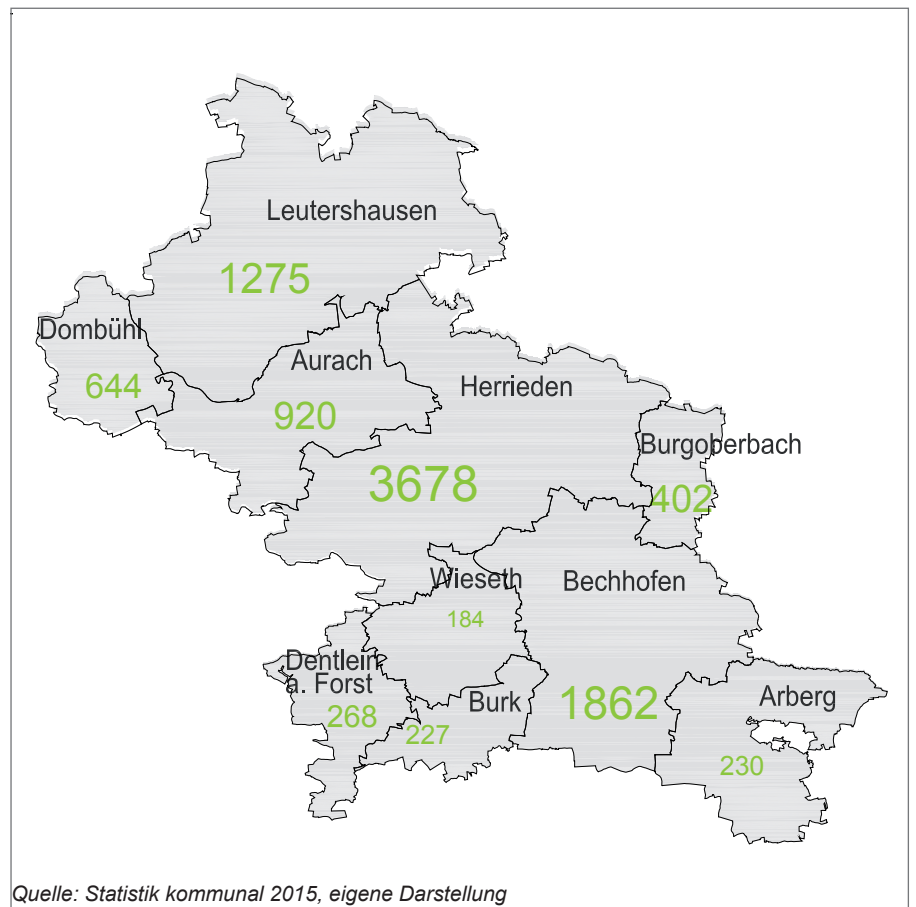 Leutershausen
1275
Dombühl
644
Aurach
920
Herrieden
3678
Burgoberbach
402
Wieseth
184
Bechhofen
1862
Dentlein
a. Forst
268
Burk
227
Arberg
230
Quelle: Statistik kommunal 2015, eigene Darstellung